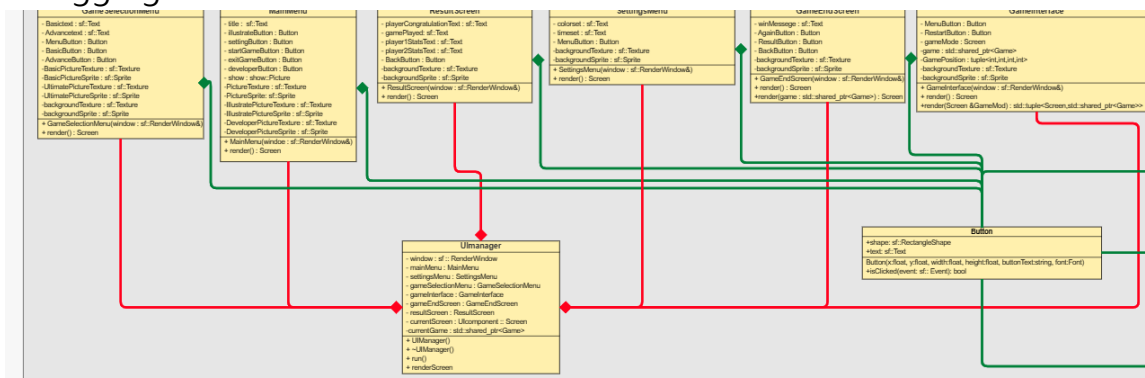 GameSelectionMenu
- Basictext : sf::Text
- Advancetext : sf::Text
- MenuButton : Button
- BasicButton : Button
- AdvanceButton : Button
-BasicPictureTexture : sf::Texture
-BasicPictureSprite : sf::Sprite
-UltimatePictureTexture : sf::Texture
-UltimatePictureSprite : sf::Sprite
-backgroundTexture : sf::Texture
-backgroundSprite : sf::Sprite
+ GameSelectionMenu(window : sf::RenderWindow&)
+ render() : Screen
MainMenu
- title : sf::Text
- illustrateButton : Button
- settingButton : Button
- startGameButton : Button
- exitGameButton : Button
- developerButton : Button
- show : show::Picture
-PictureTexture : sf::Texture
-PictureSprite: sf::Sprite
-IllustratePictureTexture : sf::Texture
-IllustratePictureSprite : sf::Sprite
-DeveloperPictureTexture : sf::Texture
-DeveloperPictureSprite : sf::Sprite
+ MainMenu(window : sf::RenderWindow&)
+ render() : Screen
ResultScreen
- playerCongratulationText : sf::Text
- gamePlayed: sf::Text
- player1StatsText : sf::Text
- player2StatsText : sf::Text
- BackButton : Button
-backgroundTexture : sf::Texture
-backgroundSprite : sf::Sprite
+ ResultScreen(window : sf::RenderWindow&)
+ render() : Screen
SettingsMenu
- colorset : sf::Text
- timeset : sf::Text
- MenuButton : Button
-backgroundTexture : sf::Texture
-backgroundSprite : sf::Sprite
+ SettingsMenu(window : sf::RenderWindow&)
+ render() : Screen
GameEndScreen
- winMessege : sf::Text
- AgainButton : Button
- ResultButton : Button
- BackButton : Button
-backgroundTexture : sf::Texture
-backgroundSprite : sf::Sprite
+ GameEndScreen(window : sf::RenderWindow&)
+ render() : Screen
+render(game : std::shared_ptr<Game>) : Screen
GameInterface
- MenuButton : Button
- RestartButton : Button
- gameMode : Screen
-game : std::shared_ptr<Game>
-GamePosition : tuple<int,int,int,int>
-backgroundTexture : sf::Texture
-backgroundSprite : sf::Sprite
+ GameInterface(window : sf::RenderWindow&)
+ render() : Screen
+render(Screen &GameMod) : std::tuple<Screen,std::shared_ptr<Game>>
UImanager
- window : sf :: RenderWindow
- mainMenu : MainMenu
- settingsMenu : SettingsMenu
- gameSelectionMenu : GameSelectionMenu
- gameInterface : GameInterface
- gameEndScreen : GameEndScreen
- resultScreen : ResultScreen
- currentScreen : UIcomponent :: Screen
-currentGame : std::shared_ptr<Game>
+ UIManager()
+ ~UIManager()
+ run()
+ renderScreen
Button
+shape: sf::RectangleShape
+text: sf::Text
Button(x:float, y:float, width:float, height:float, buttonText:string, font:Font)
+isClicked(event: sf:: Event): bool